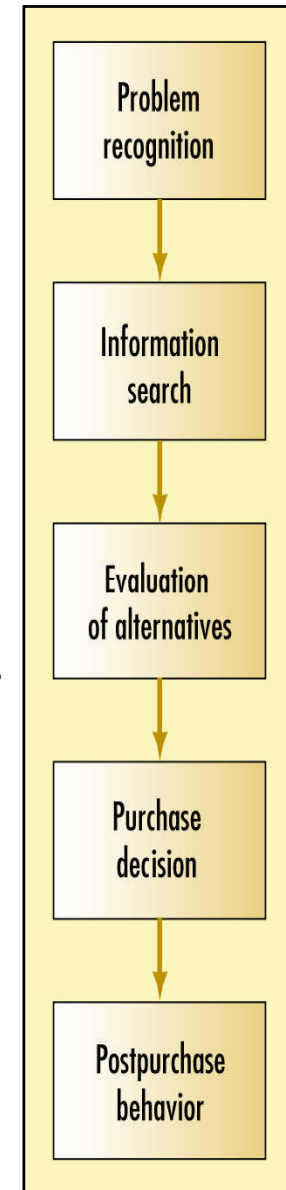 Problem
recognition
Information
search
Evaluation
of alternatives
Purchase
decision
Postpurchase
behavior